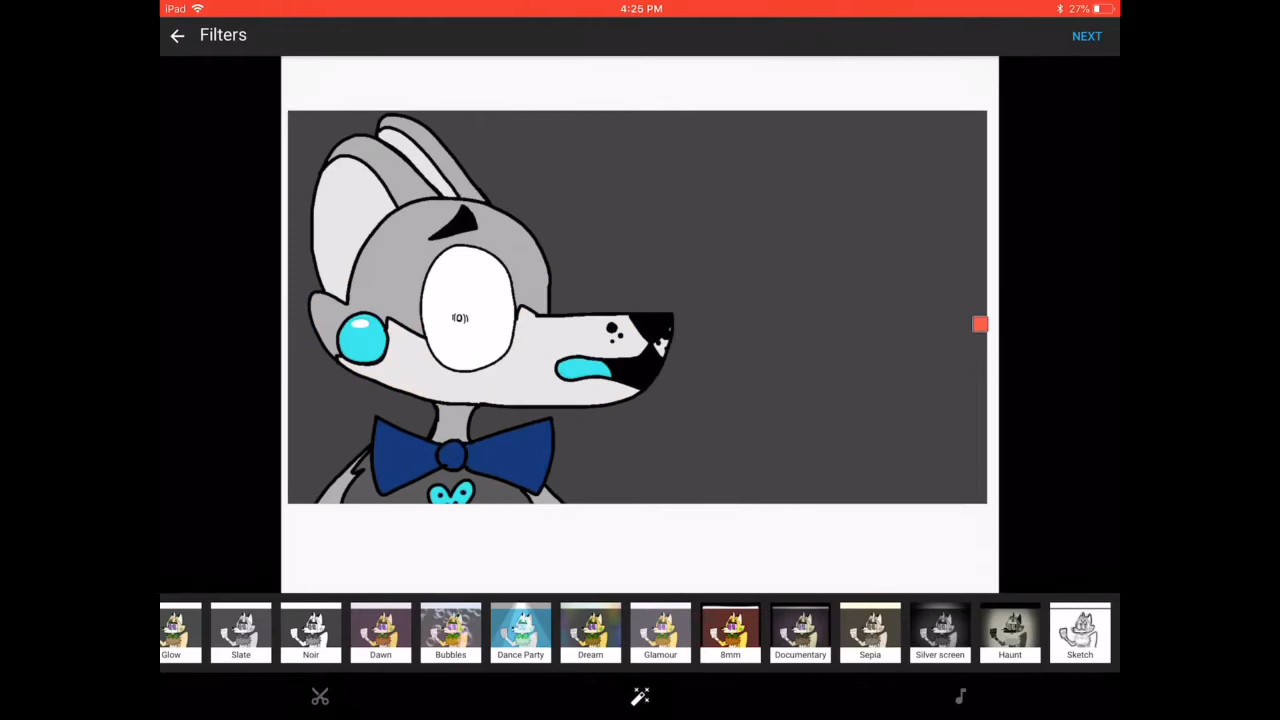 iPad 4:25 PM 27%
Filters NEXT
Glow Slate Noir Dawn Bubbles Dance Party Dream Glamour 8mm Documentary Sepia Silver screen Haunt Sketch